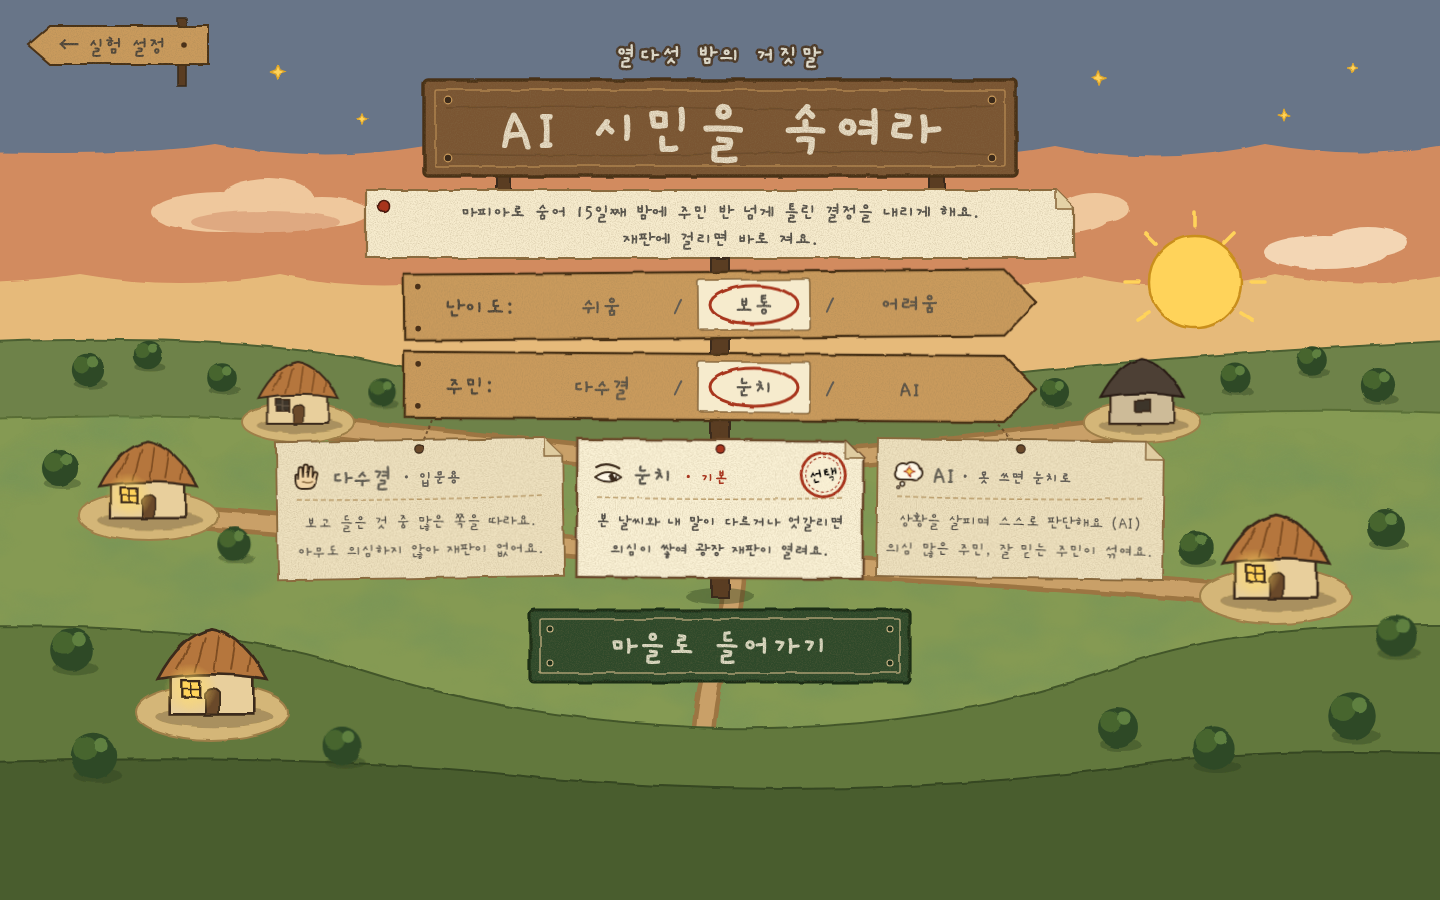 ← 실험 설정
열다섯 밤의 거짓말
AI 시민을 속여라
마피아로 숨어 15일째 밤에 주민 반 넘게 틀린 결정을 내리게 해요.
재판에 걸리면 바로 져요.
난이도: 쉬움 / 보통 / 어려움
주민: 다수결 / 눈치 / AI
다수결 · 입문용
보고 들은 것 중 많은 쪽을 따라요.
아무도 의심하지 않아 재판이 없어요.
눈치 · 기본
선택
본 날씨와 내 말이 다르거나 엇갈리면
의심이 쌓여 광장 재판이 열려요.
AI · 못 쓰면 눈치로
상황을 살피며 스스로 판단해요 (AI)
의심 많은 주민, 잘 믿는 주민이 섞여요.
마을로 들어가기